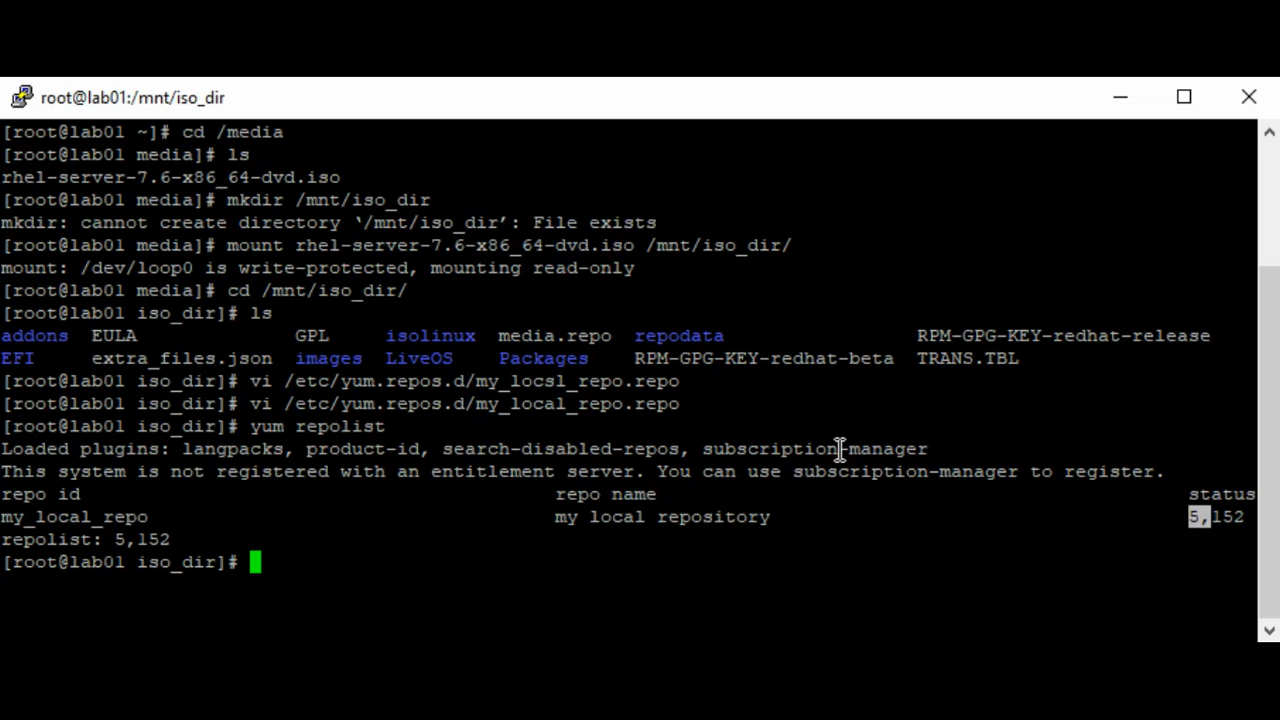 root@lab01:/mnt/iso_dir
[root@lab01 ~]# cd /media
[root@lab01 media]# ls
rhel-server-7.6-x86_64-dvd.iso
[root@lab01 media]# mkdir /mnt/iso_dir
mkdir: cannot create directory ‘/mnt/iso_dir’: File exists
[root@lab01 media]# mount rhel-server-7.6-x86_64-dvd.iso /mnt/iso_dir/
mount: /dev/loop0 is write-protected, mounting read-only
[root@lab01 media]# cd /mnt/iso_dir/
[root@lab01 iso_dir]# ls
addons  EULA              GPL     isolinux  media.repo  repodata                 RPM-GPG-KEY-redhat-release
EFI     extra_files.json  images  LiveOS    Packages    RPM-GPG-KEY-redhat-beta  TRANS.TBL
[root@lab01 iso_dir]# vi /etc/yum.repos.d/my_locsl_repo.repo
[root@lab01 iso_dir]# vi /etc/yum.repos.d/my_local_repo.repo
[root@lab01 iso_dir]# yum repolist
Loaded plugins: langpacks, product-id, search-disabled-repos, subscription-manager
This system is not registered with an entitlement server. You can use subscription-manager to register.
repo id                                          repo name                                              status
my_local_repo                                    my local repository                                    5,152
repolist: 5,152
[root@lab01 iso_dir]#